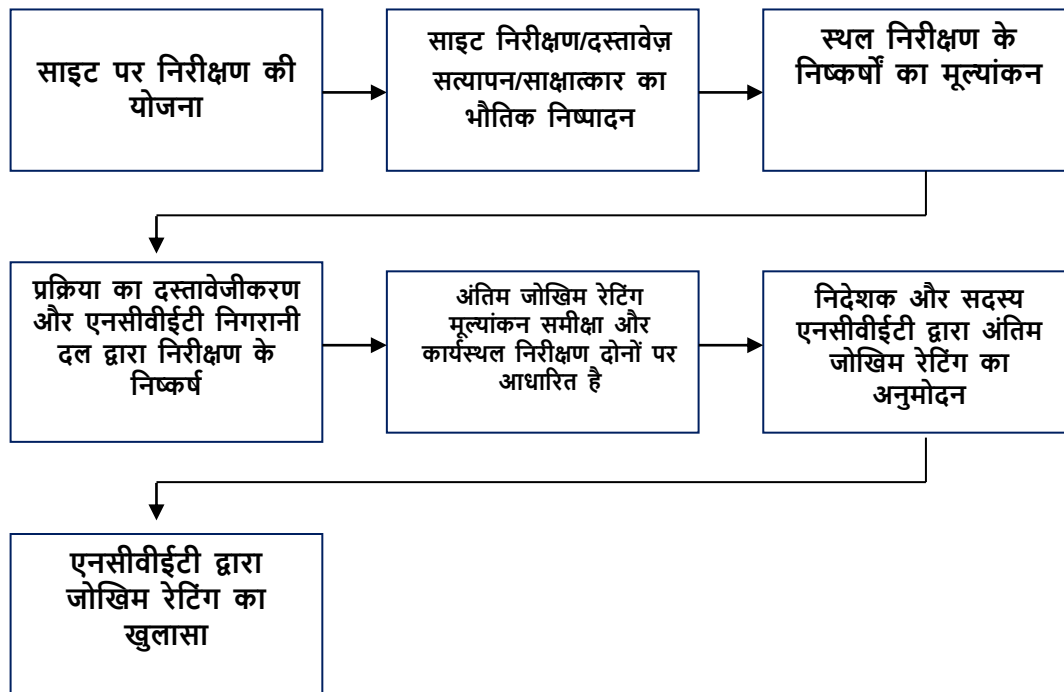 साइट पर निरीक्षण की
योजना
साइट निरीक्षण/दस्तावेज़
सत्यापन/साक्षात्कार का
भौतिक निष्पादन
स्थल निरीक्षण के
निष्कर्षों का मूल्यांकन
प्रक्रिया का दस्तावेजीकरण
और एनसीवीईटी निगरानी
दल द्वारा निरीक्षण के
निष्कर्ष
अंतिम जोखिम रेटिंग
मूल्यांकन समीक्षा और
कार्यस्थल निरीक्षण दोनों पर
आधारित है
निदेशक और सदस्य
एनसीवीईटी द्वारा अंतिम
जोखिम रेटिंग का
अनुमोदन
एनसीवीईटी द्वारा
जोखिम रेटिंग का
खुलासा